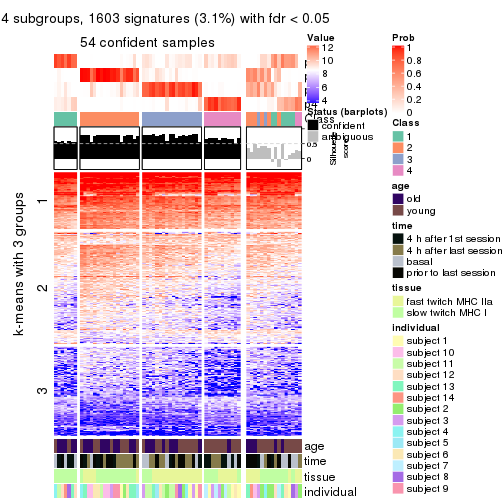 4 subgroups, 1603 signatures (3.1%) with fdr < 0.05
54 confident samples
k-means with 3 groups
1
2
3
Class
0.5
0
Silhouette
score
age
time
tissue
individual
Value
12
10
8
6
4
Status (barplots)
confident
ambiguous
Prob
1
0.8
0.6
0.4
0.2
0
Class
1
2
3
4
age
old
young
time
4 h after 1st session
4 h after last session
basal
prior to last session
tissue
fast twitch MHC IIa
slow twitch MHC I
individual
subject 1
subject 10
subject 11
subject 12
subject 13
subject 14
subject 2
subject 3
subject 4
subject 5
subject 6
subject 7
subject 8
subject 9